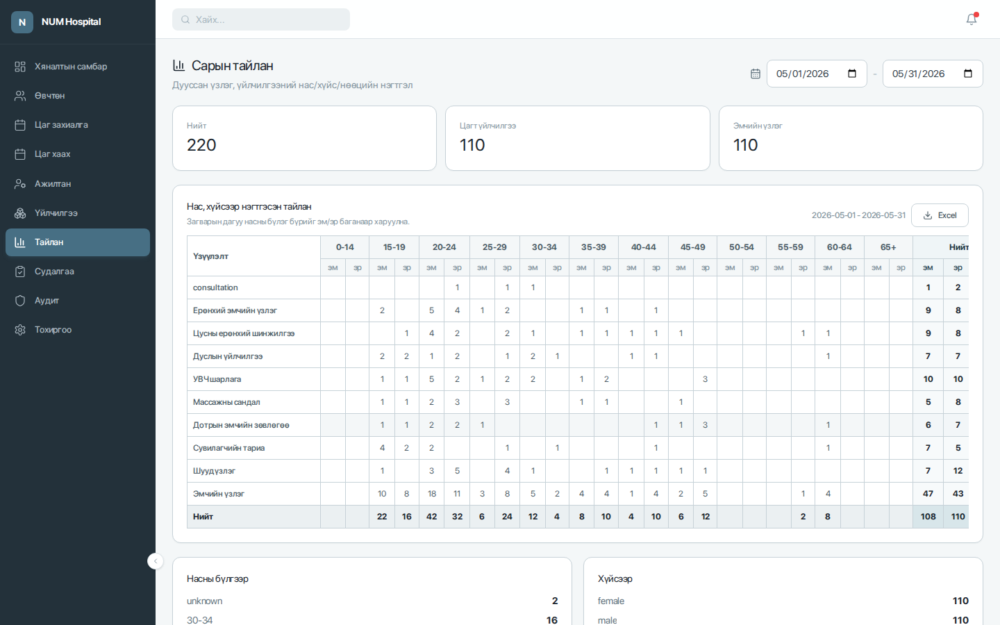 N NUM Hospital
Хайх...
Хяналтын самбар
Өвчтөн
Цаг захиалга
Цаг хаах
Ажилтан
Үйлчилгээ
Тайлан
Судалгаа
Аудит
Тохиргоо
Сарын тайлан
Дууссан үзлэг, үйлчилгээний нас/хүйс/нөөцийн нэгтгэл
05/01/2026 - 05/31/2026
Нийт
220
Цагт үйлчилгээ
110
Эмчийн үзлэг
110
Нас, хүйсээр нэгтгэсэн тайлан
Загварын дагуу насны бүлэг бүрийг эм/эр баганаар харуулна.
2026-05-01 - 2026-05-31 Excel
Үзүүлэлт 0-14 15-19 20-24 25-29 30-34 35-39 40-44 45-49 50-54 55-59 60-64 65+ Нийт
эм эр эм эр эм эр эм эр эм эр эм эр эм эр эм эр эм эр эм эр эм эр эм эр эм эр
consultation 1 1 1 1 2
Ерөнхий эмчийн үзлэг 2 5 4 1 2 1 1 1 9 8
Цусны ерөнхий шинжилгээ 1 4 2 2 1 1 1 1 1 1 1 1 9 8
Дуслын үйлчилгээ 2 2 1 2 1 2 1 1 1 1 7 7
УВЧ шарлага 1 1 5 2 1 2 2 1 2 3 10 10
Массажны сандал 1 1 2 3 3 1 1 1 5 8
Дотрын эмчийн зөвлөгөө 1 1 2 2 1 1 1 3 1 6 7
Сувилагчийн тариа 4 2 2 1 1 1 1 7 5
Шууд үзлэг 1 3 5 4 1 1 1 1 1 1 7 12
Эмчийн үзлэг 10 8 18 11 3 8 5 2 4 4 1 4 2 5 1 4 47 43
Нийт 22 16 42 32 6 24 12 4 8 10 4 10 6 12 2 8 108 110
Насны бүлгээр
unknown 2
30-34 16
Хүйсээр
female 110
male 110